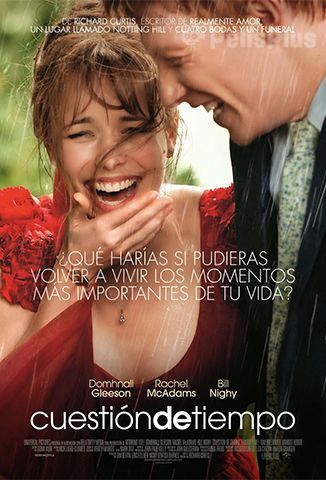 PelisPlus
DE RICHARD CURTIS, ESCRITOR DE REALMENTE AMOR,
UN LUGAR LLAMADO NOTTING HILL Y CUATRO BODAS Y UN FUNERAL
¿QUÉ HARÍAS SI PUDIERAS
VOLVER A VIVIR LOS MOMENTOS
MÁS IMPORTANTES DE TU VIDA?
Domhnall Gleeson
Rachel McAdams
Bill Nighy
cuestióndetiempo